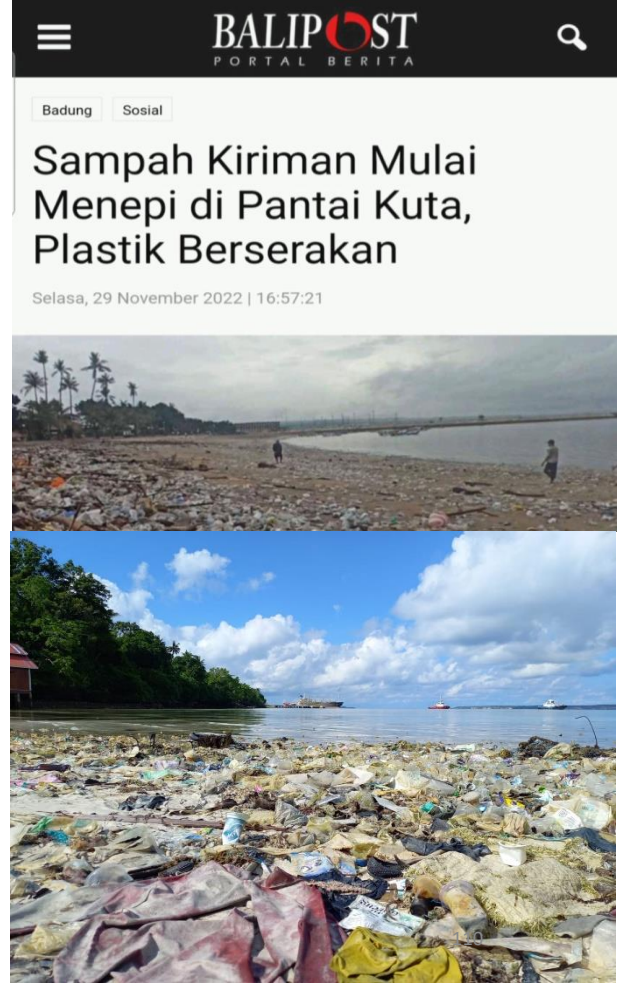 BALIPOST
PORTAL BERITA
Badung Sosial
Sampah Kiriman Mulai
Menepi di Pantai Kuta,
Plastik Berserakan
Selasa, 29 November 2022 | 16:57:21